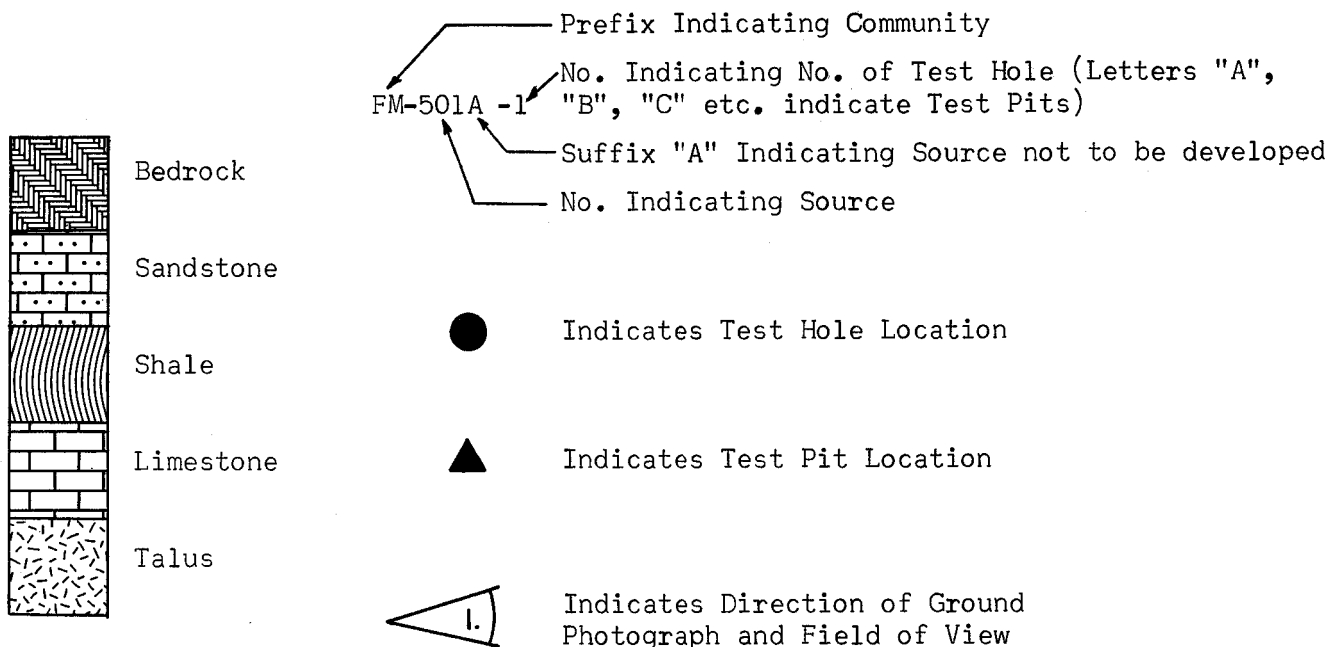 Prefix Indicating Community
No. Indicating No. of Test Hole (Letters "A",
"B", "C" etc. indicate Test Pits)
FM-501A -1
Suffix "A" Indicating Source not to be developed
No. Indicating Source
Bedrock
Sandstone
Shale
Limestone
Talus
Indicates Test Hole Location
Indicates Test Pit Location
1.
Indicates Direction of Ground
Photograph and Field of View